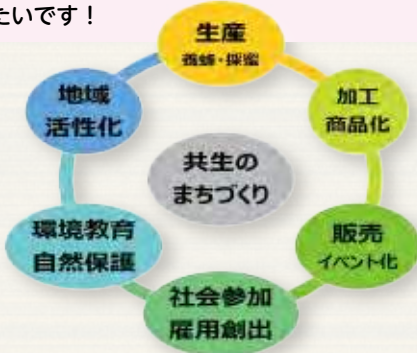 たいです！
生産
養蜂・採蜜
加工
商品化
販売
イベント化
社会参加
雇用創出
環境教育
自然保護
地域
活性化
共生の
まちづくり